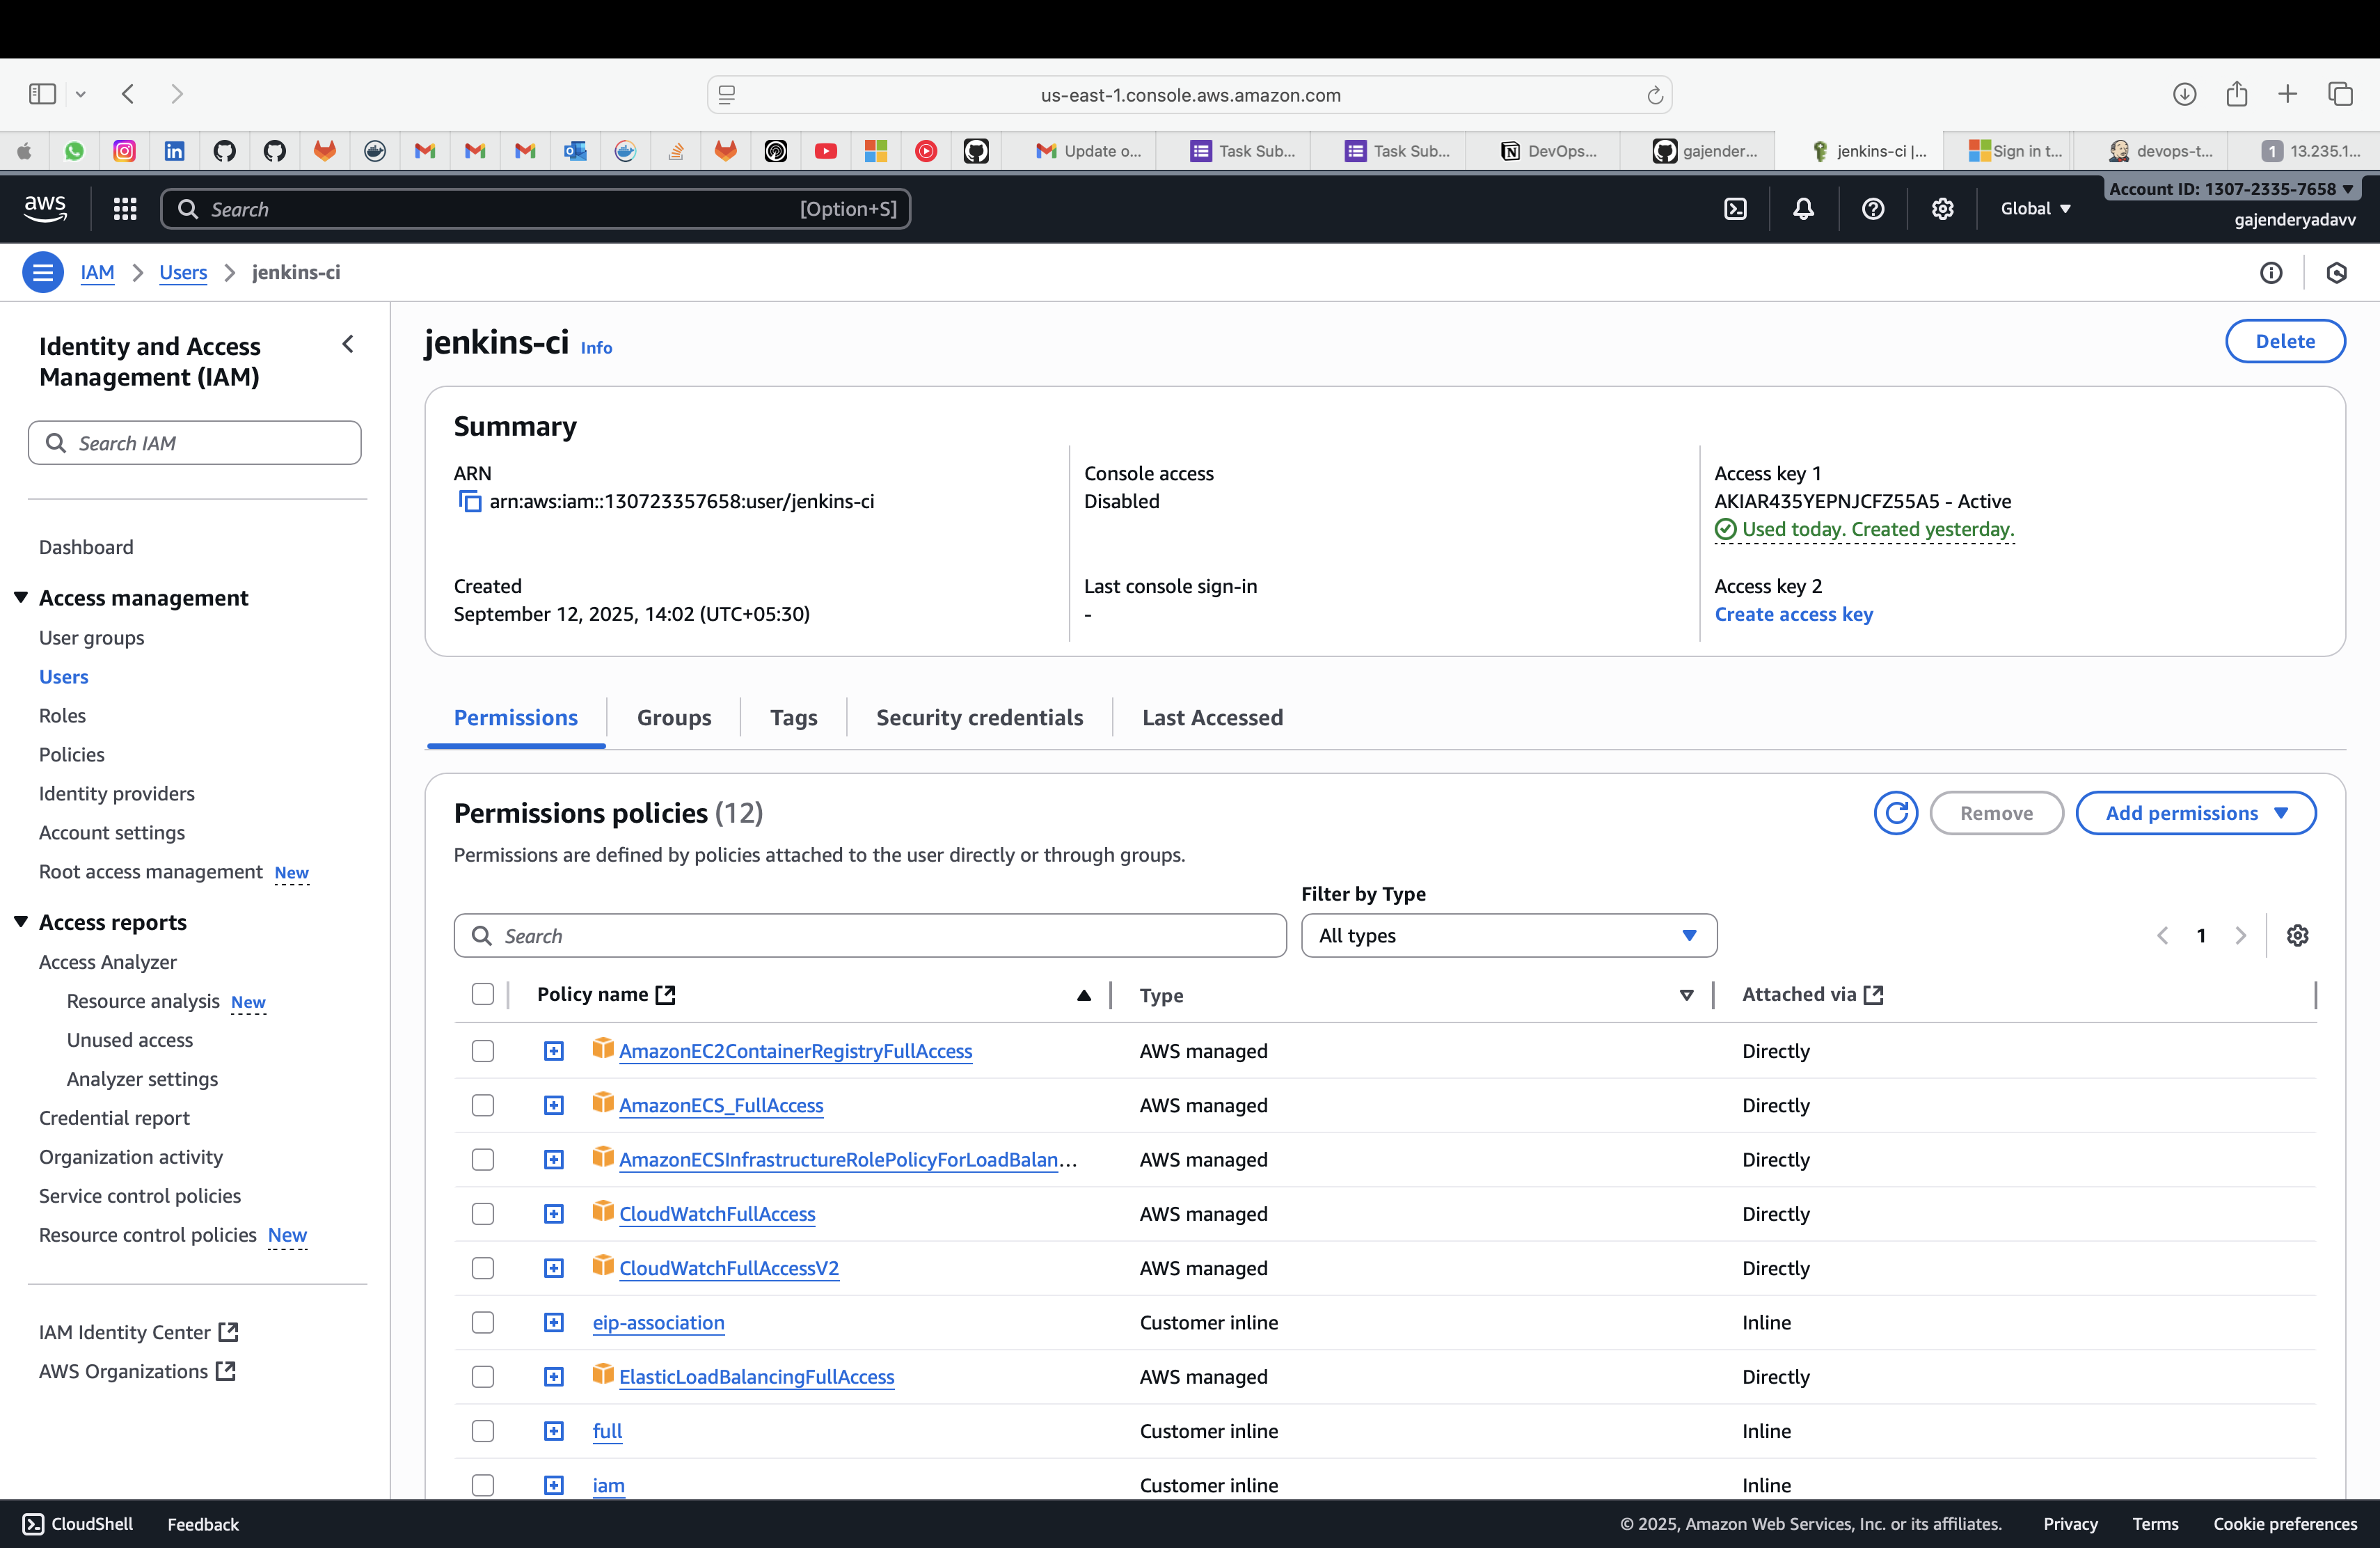 us-east-1.console.aws.amazon.com
Update o...
Task Sub...
Task Sub...
DevOps...
gajender...
jenkins-ci |...
Sign in t...
devops-t...
1 13.235.1...
aws
Search
[Option+S]
Global
Account ID: 1307-2335-7658
gajenderyadavv
IAM
Users
jenkins-ci
Identity and Access
Management (IAM)
Search IAM
Dashboard
Access management
User groups
Users
Roles
Policies
Identity providers
Account settings
Root access management New
Access reports
Access Analyzer
Resource analysis New
Unused access
Analyzer settings
Credential report
Organization activity
Service control policies
Resource control policies New
IAM Identity Center
AWS Organizations
jenkins-ci Info
Delete
Summary
ARN
arn:aws:iam::130723357658:user/jenkins-ci
Created
September 12, 2025, 14:02 (UTC+05:30)
Console access
Disabled
Last console sign-in
-
Access key 1
AKIAR435YEPNJCFZ55A5 - Active
Used today. Created yesterday.
Access key 2
Create access key
Permissions
Groups
Tags
Security credentials
Last Accessed
Permissions policies (12)
Remove
Add permissions
Permissions are defined by policies attached to the user directly or through groups.
Filter by Type
Search
All types
1
Policy name Type Attached via
AmazonEC2ContainerRegistryFullAccess AWS managed Directly
AmazonECS_FullAccess AWS managed Directly
AmazonECSInfrastructureRolePolicyForLoadBalan... AWS managed Directly
CloudWatchFullAccess AWS managed Directly
CloudWatchFullAccessV2 AWS managed Directly
eip-association Customer inline Inline
ElasticLoadBalancingFullAccess AWS managed Directly
full Customer inline Inline
iam Customer inline Inline
CloudShell
Feedback
© 2025, Amazon Web Services, Inc. or its affiliates.
Privacy
Terms
Cookie preferences